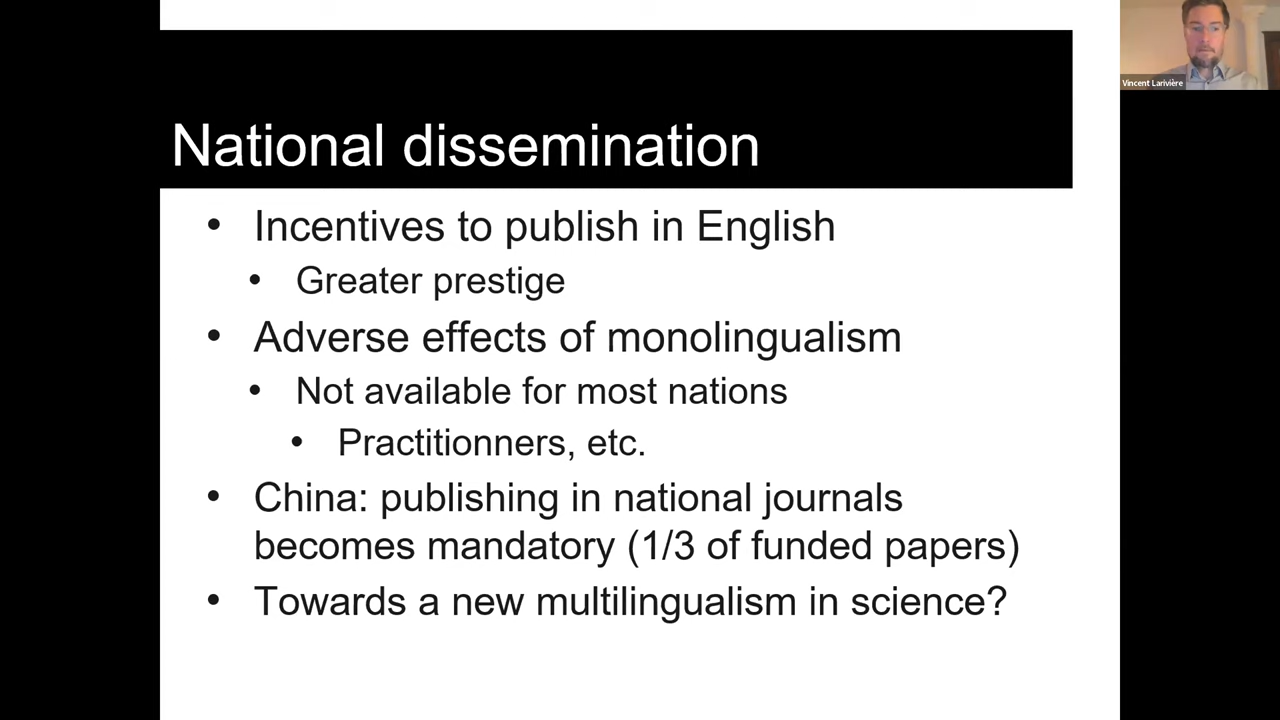 National dissemination
• Incentives to publish in English
• Greater prestige
• Adverse effects of monolingualism
• Not available for most nations
• Practitionners, etc.
• China: publishing in national journals
becomes mandatory (1/3 of funded papers)
• Towards a new multilingualism in science?
Vincent Larivière